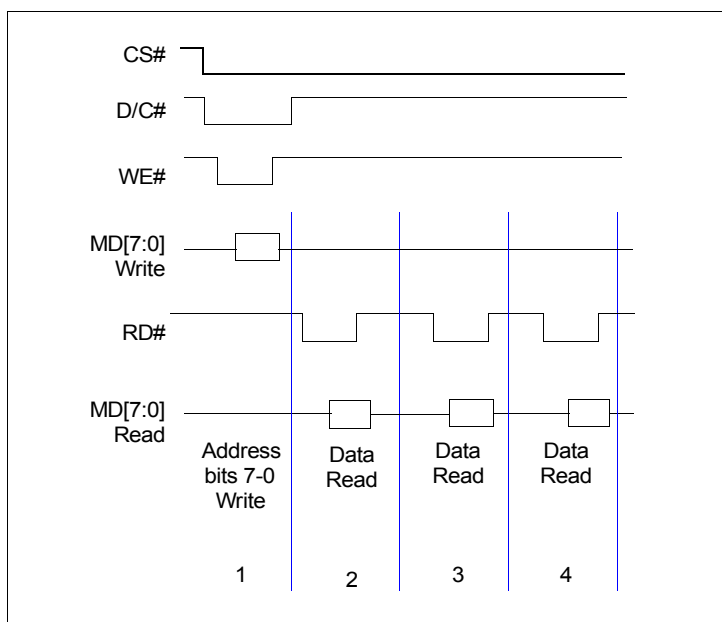 CS#
D/C#
WE#
MD[7:0]
Write
RD#
MD[7:0]
Read
Address
bits 7-0
Write
Data
Read
Data
Read
Data
Read
1
2
3
4